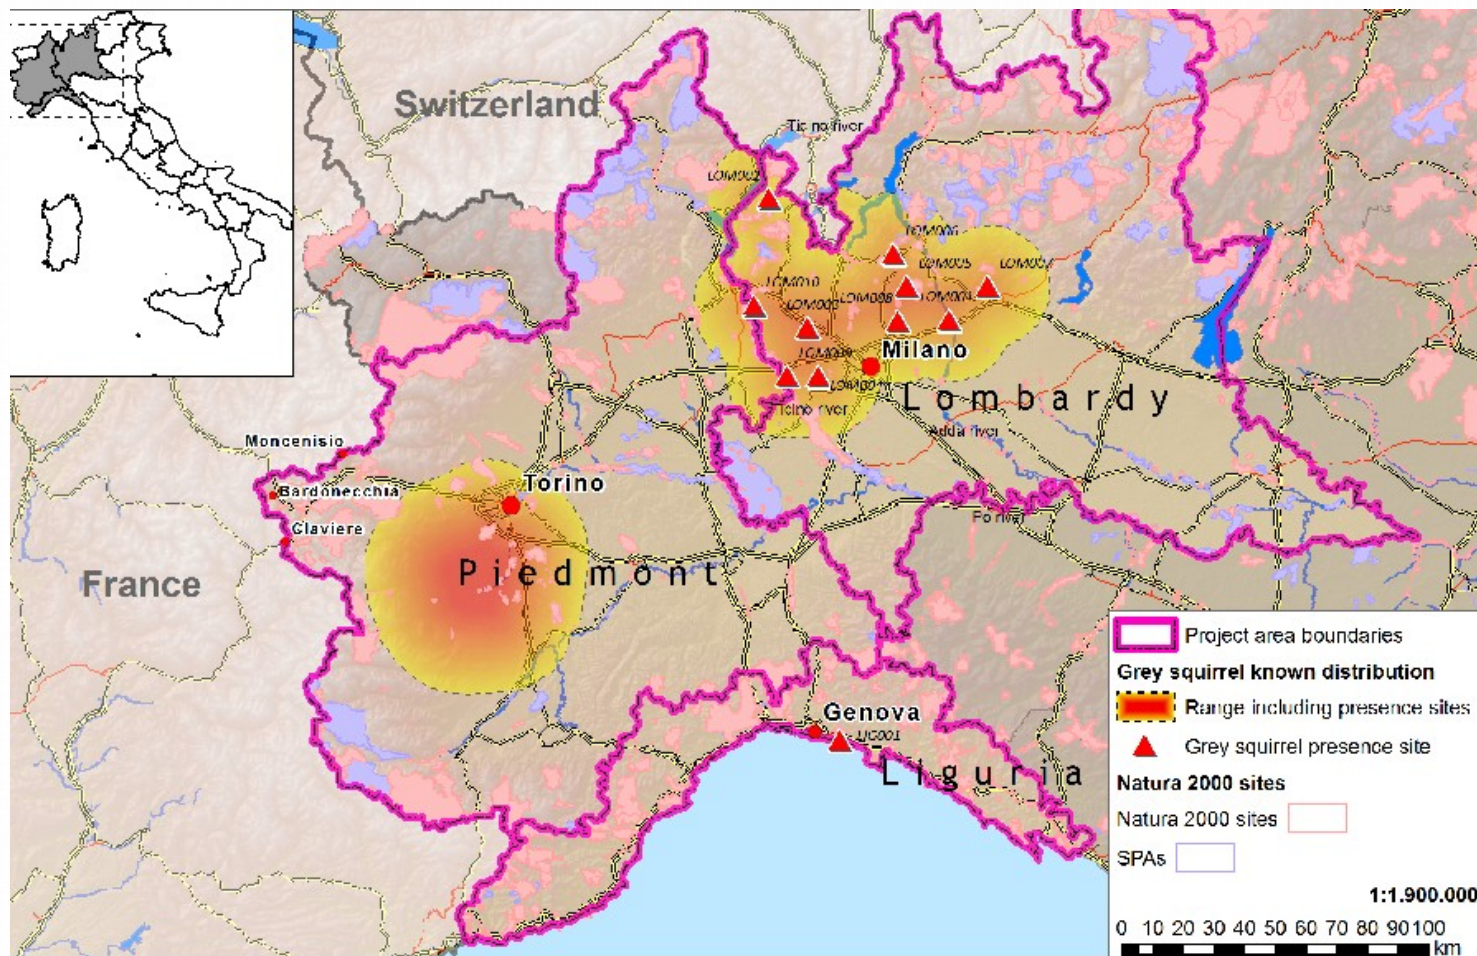 Switzerland
Ticino river
LOM002
LOM006
LOM005
LOM007
LOM010
LOM003
LOM008
Milano
Lombardy
Ticino river
Adda river
Moncenisio
Bardonecchia
Torino
Claviere
Po river
France
Piedmont
Genova
LIG001
Liguria
Project area boundaries
Grey squirrel known distribution
Range including presence sites
Grey squirrel presence site
Natura 2000 sites
Natura 2000 sites
SPAs
1:1.900.000
0 10 20 30 40 50 60 70 80 90 100
km